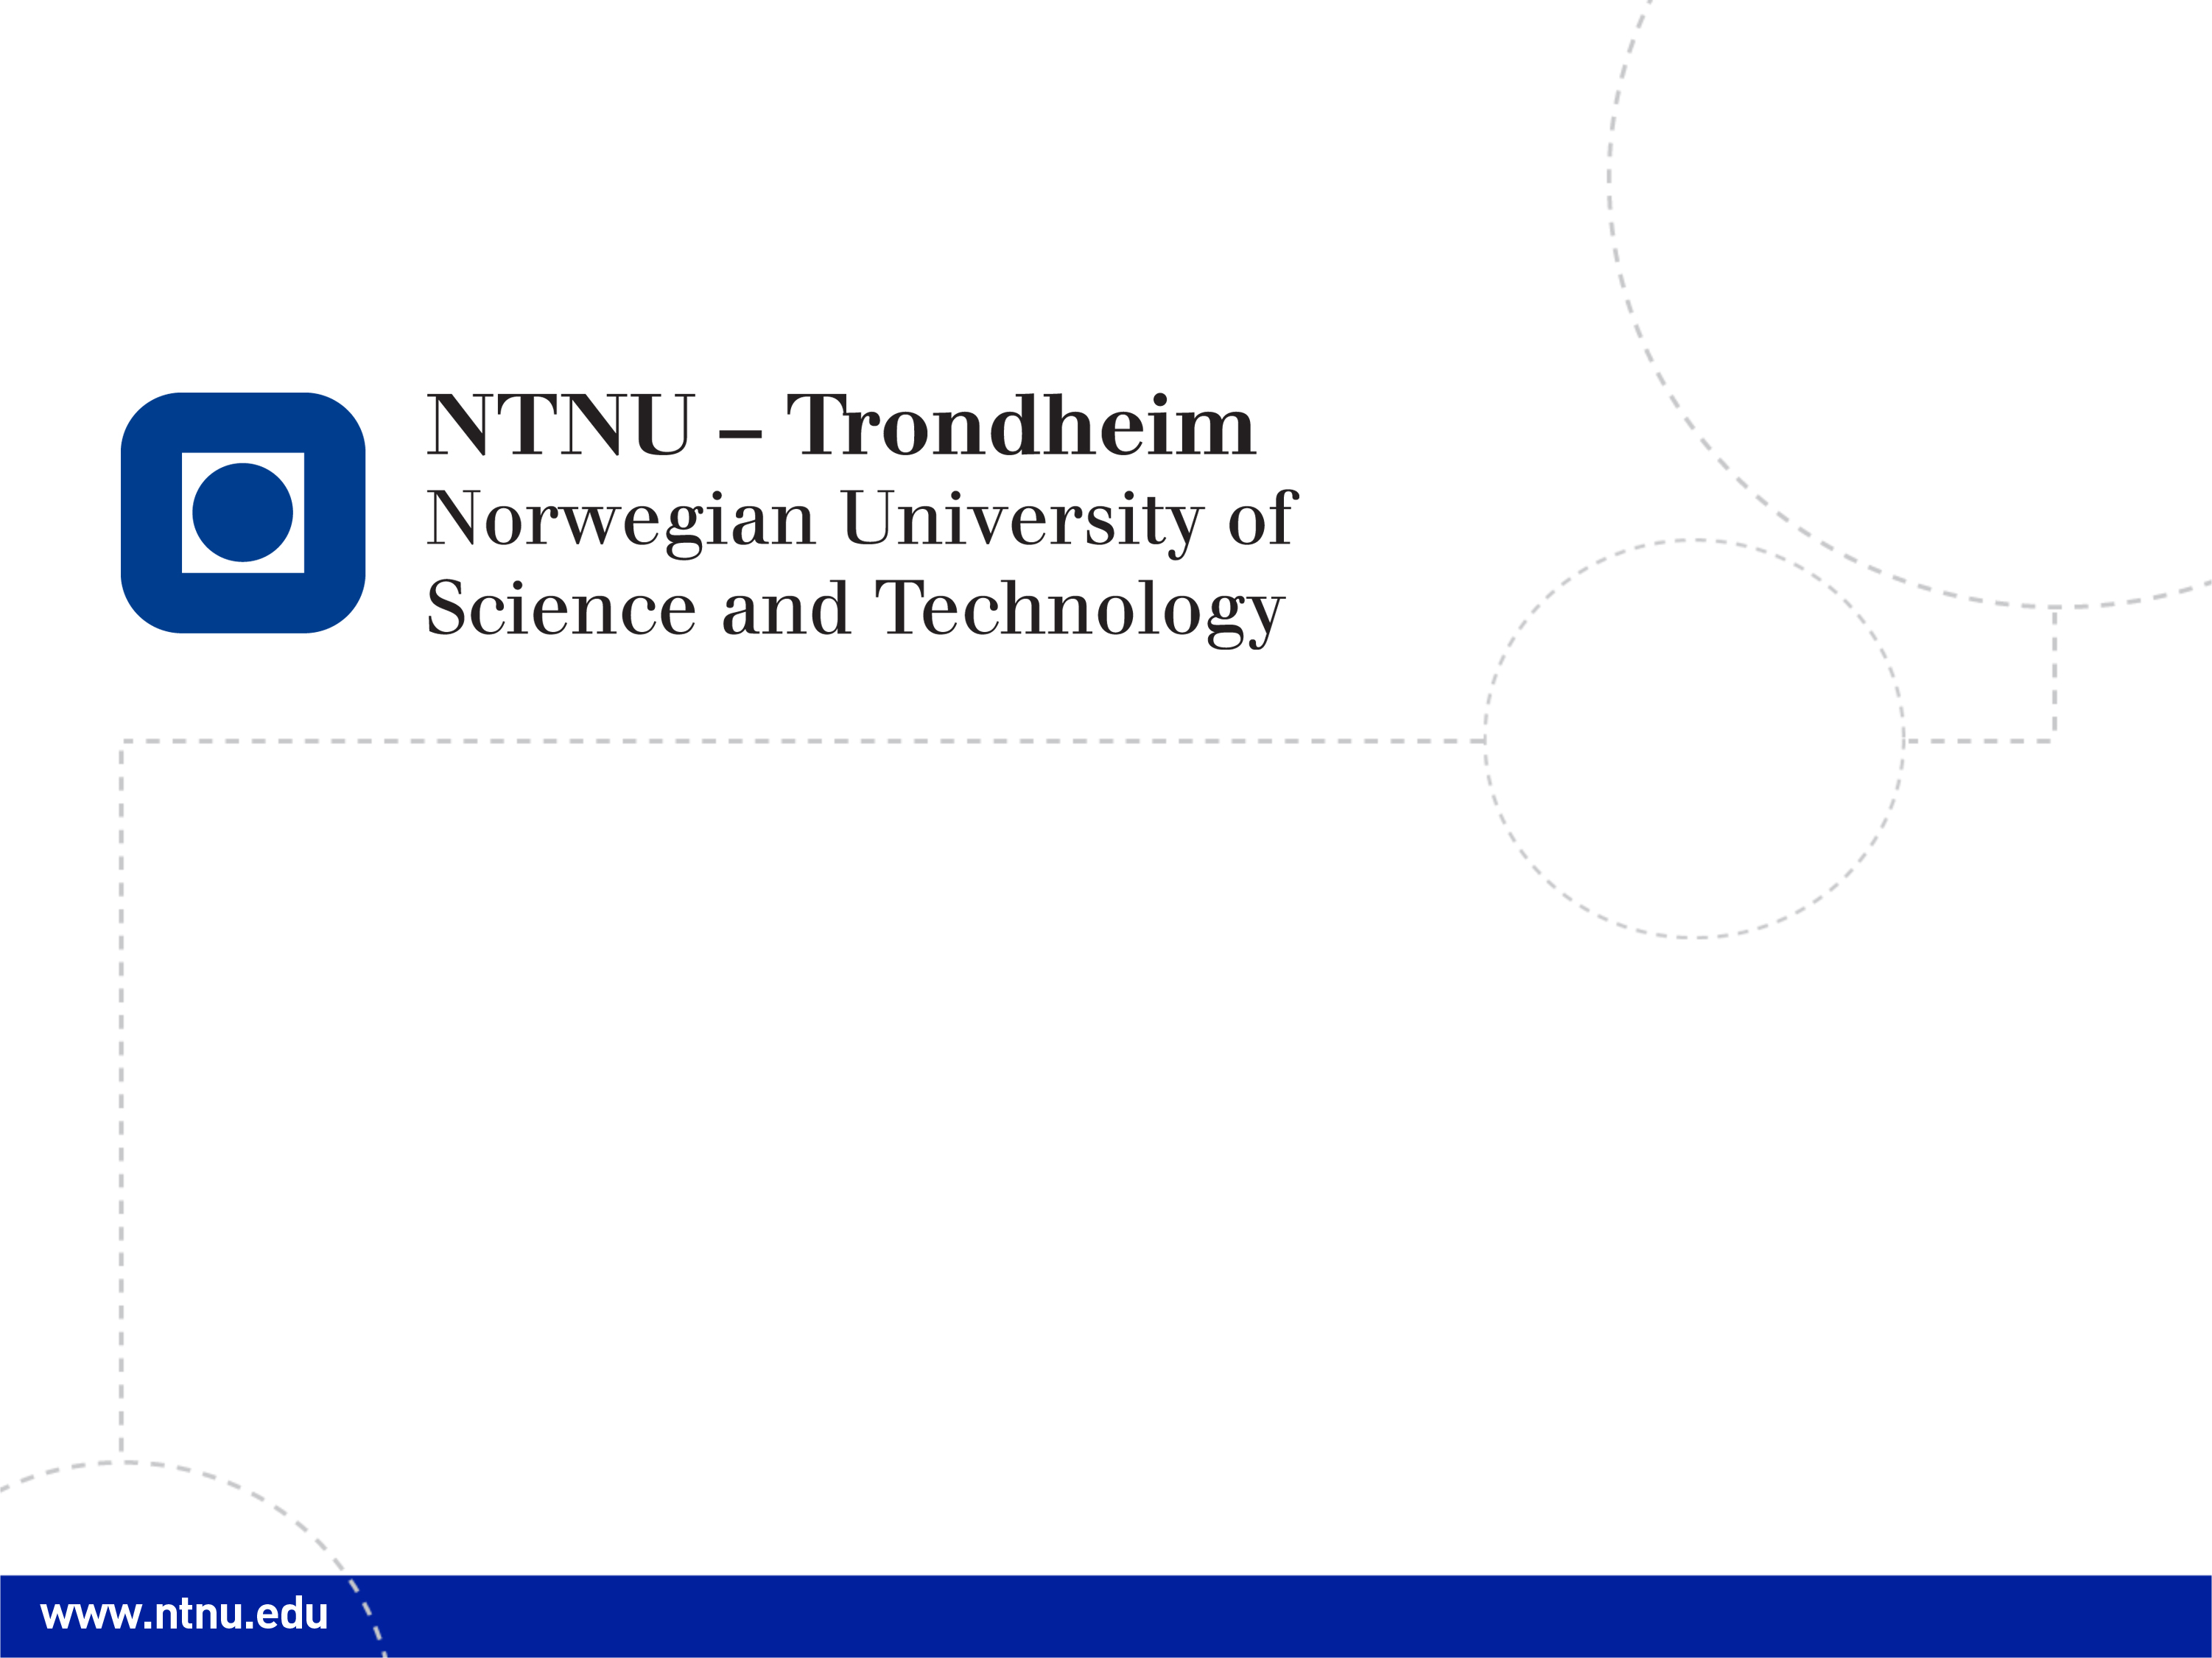 NTNU – Trondheim
Norwegian University of
Science and Technology
www.ntnu.edu